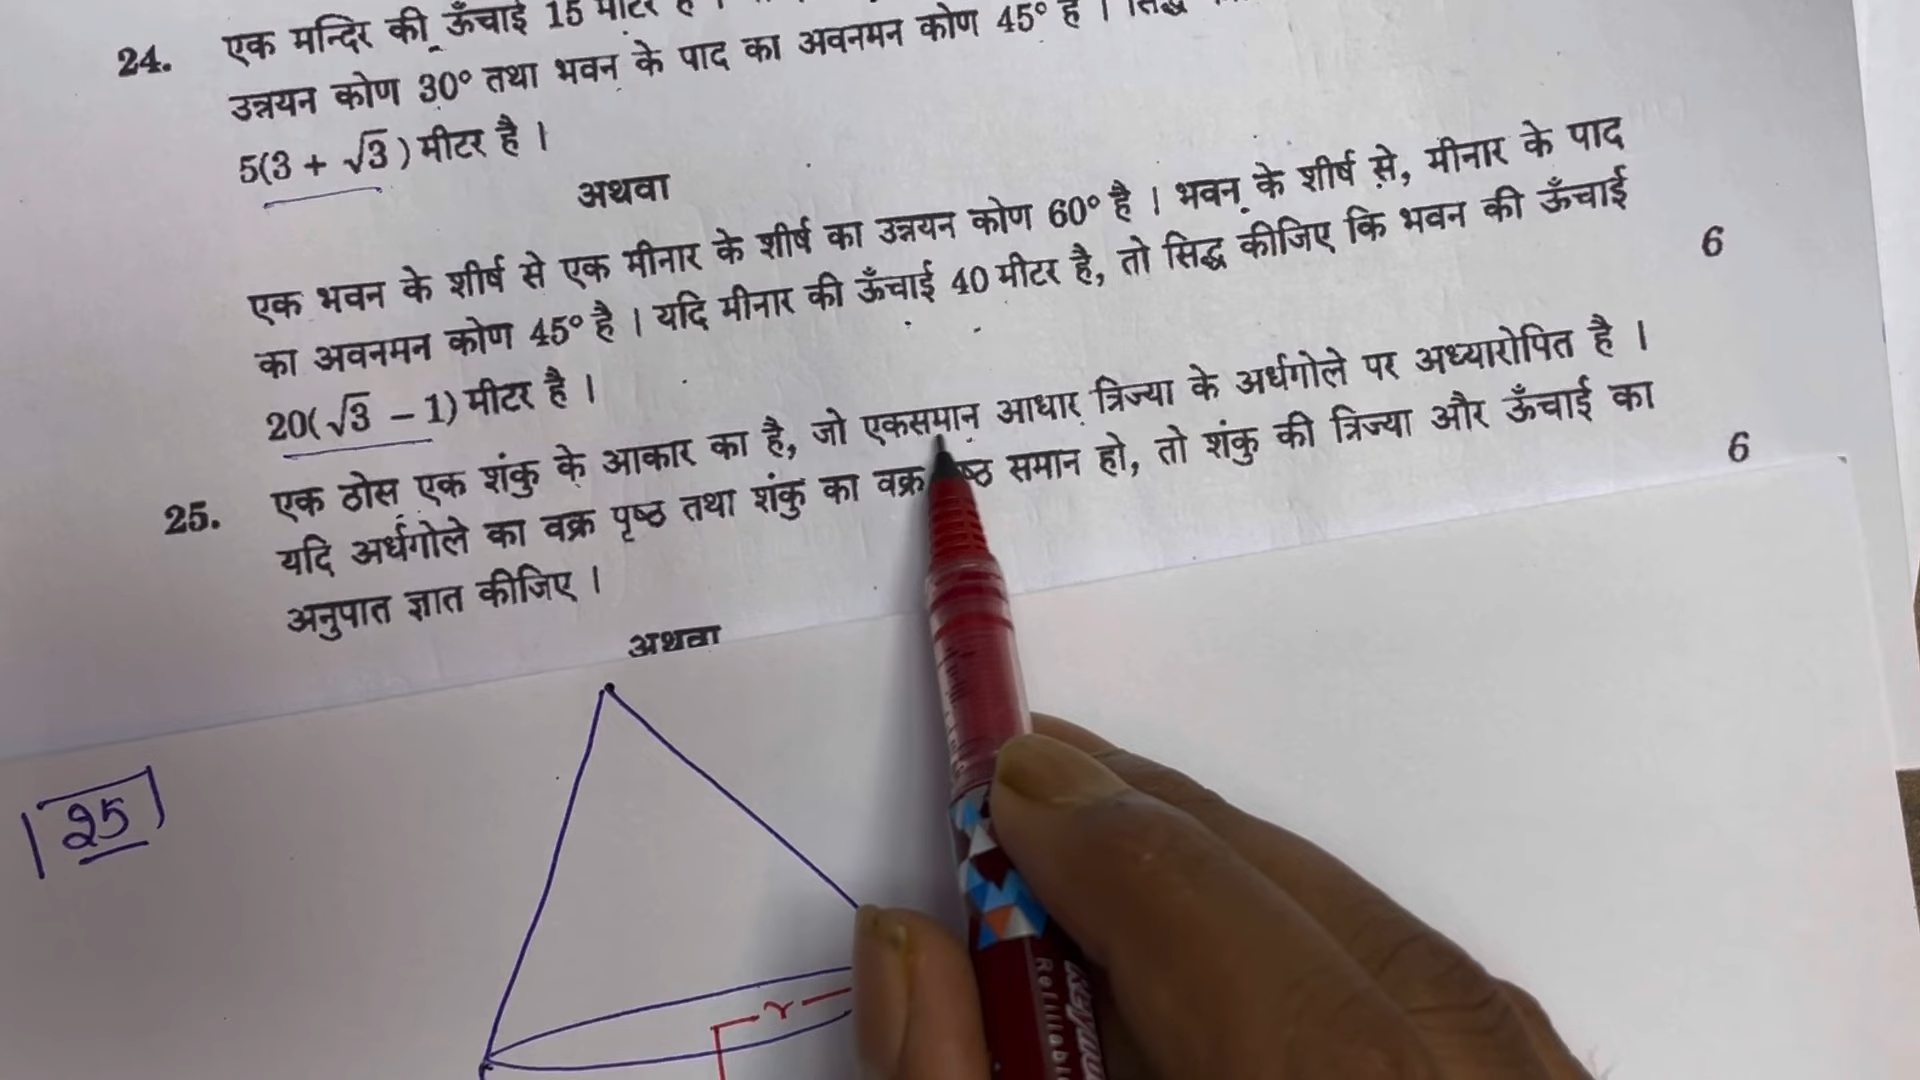 24. एक मन्दिर की ऊँचाई 15 मीटर है ।
उन्नयन कोण 30° तथा भवन के पाद का अवनमन कोण 45° है ।
5(3 + √3) मीटर है ।
अथवा
एक भवन के शीर्ष से एक मीनार के शीर्ष का उन्नयन कोण 60° है । भवन के शीर्ष से, मीनार के पाद
का अवनमन कोण 45° है । यदि मीनार की ऊँचाई 40 मीटर है, तो सिद्ध कीजिए कि भवन की ऊँचाई
20(√3 − 1) मीटर है ।
6
25. एक ठोस एक शंकु के आकार का है, जो एकसमान आधार त्रिज्या के अर्धगोले पर अध्यारोपित है ।
यदि अर्धगोले का वक्र पृष्ठ तथा शंकु का वक्र समान हो, तो शंकु की त्रिज्या और ऊँचाई का
अनुपात ज्ञात कीजिए ।
6
अथवा
25
r